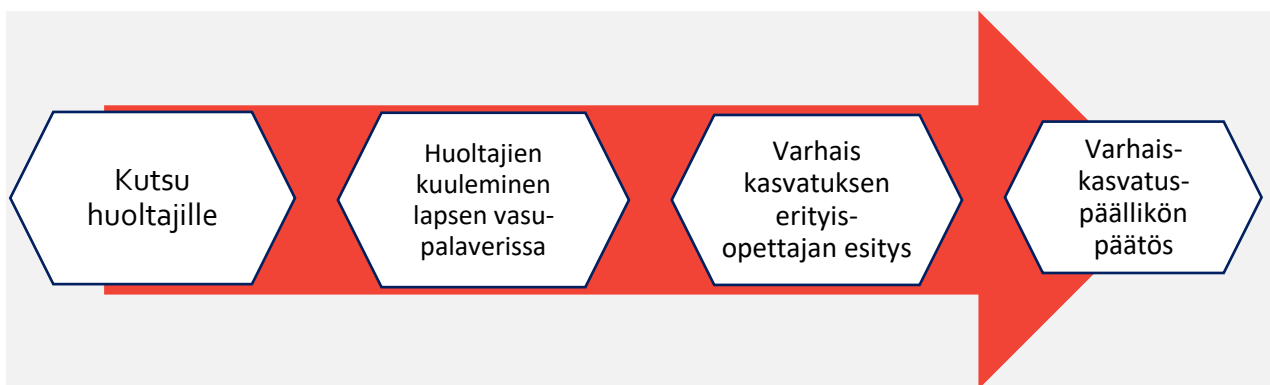 Kutsu
huoltajille
Huoltajien
kuuleminen
lapsen vasu-
palaverissa
Varhais
kasvatuksen
erityis-
opettajan esitys
Varhais-
kasvatus-
päällikön
päätös